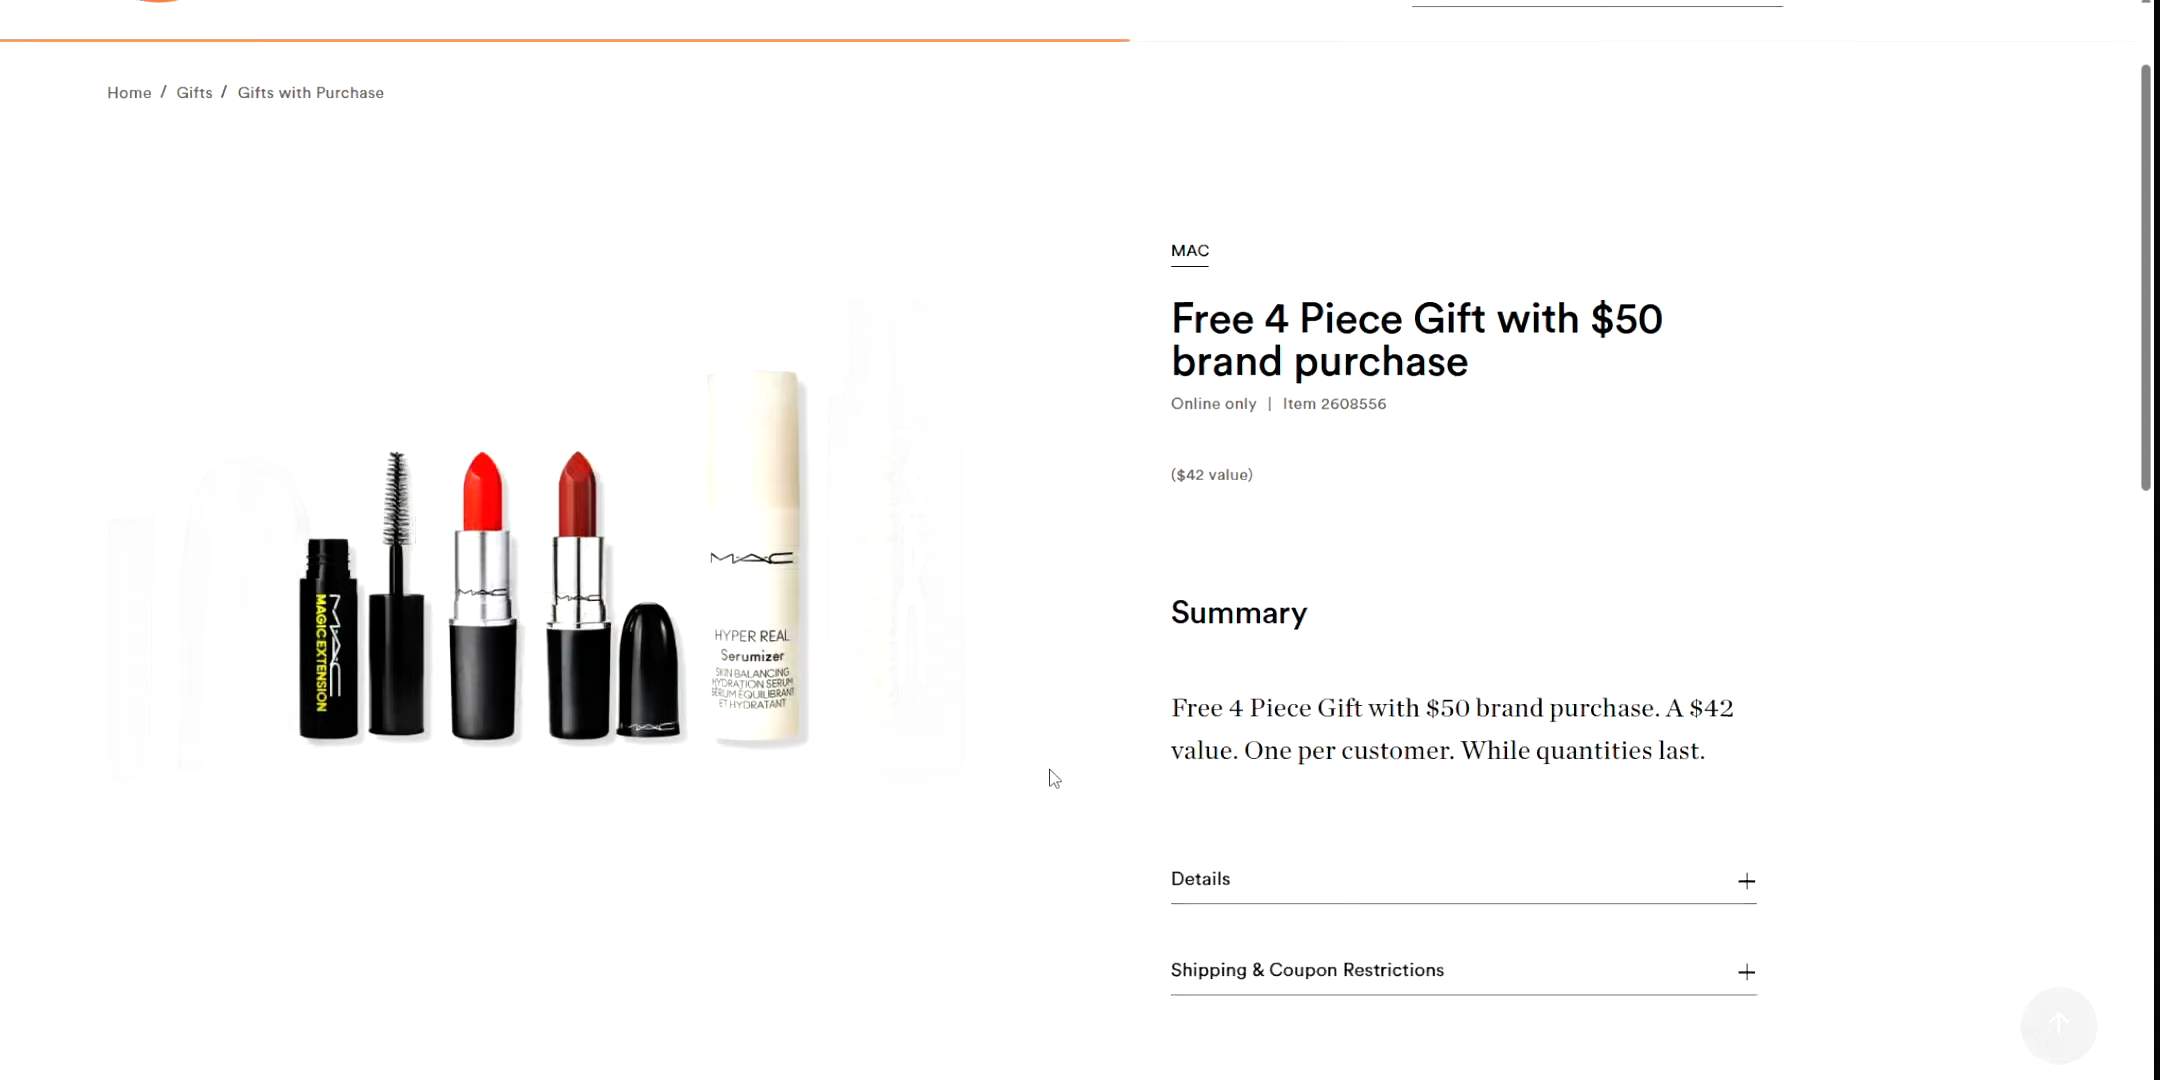 Home / Gifts / Gifts with Purchase
MAC
Free 4 Piece Gift with $50
brand purchase
Online only | Item 2608556
($42 value)
MAC
MAGIC EXTENSION
MAC
MAC
MAC
MAC
HYPER REAL
Serumizer
SKIN BALANCING
HYDRATION SERUM
SÉRUM ÉQUILIBRANT
ET HYDRATANT
Summary
Free 4 Piece Gift with $50 brand purchase. A $42
value. One per customer. While quantities last.
Details
Shipping & Coupon Restrictions